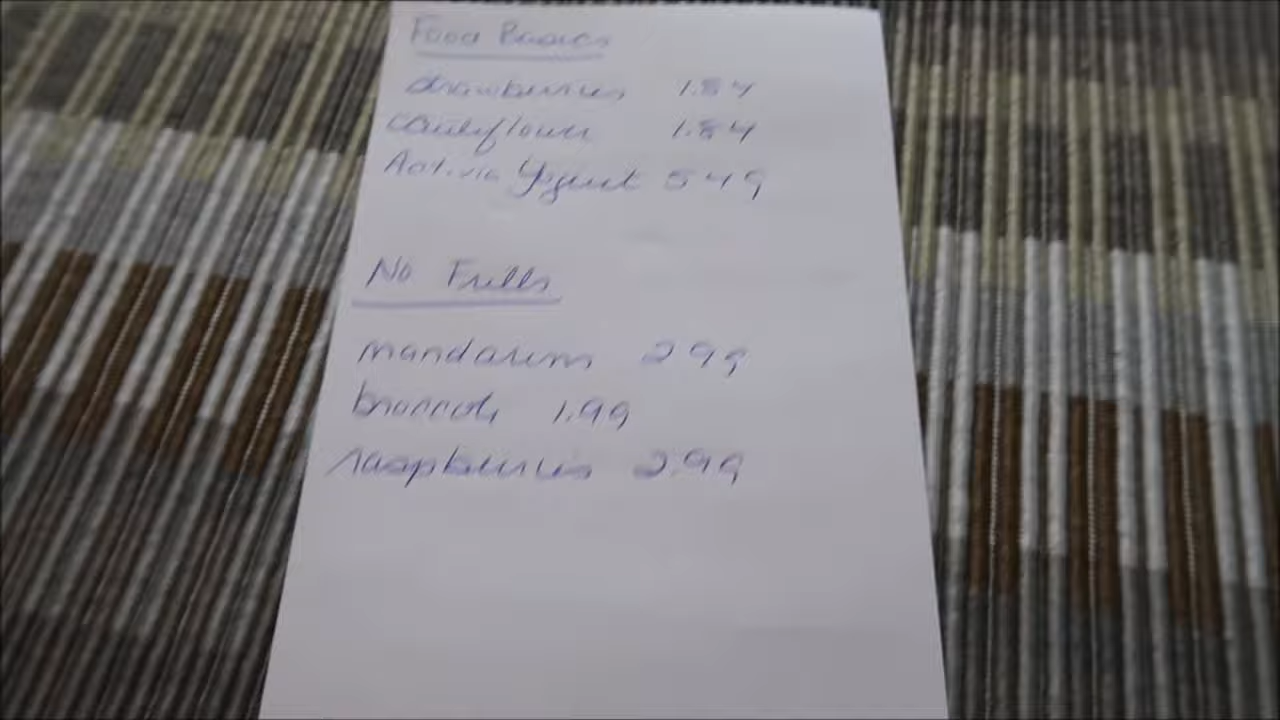 Food Basics
strawberries 1.84
Cauliflower 1.84
Activia Yogurt 5 49
No Frills
mandarins 2 99
broccoli 1.99
raspberries 2.99